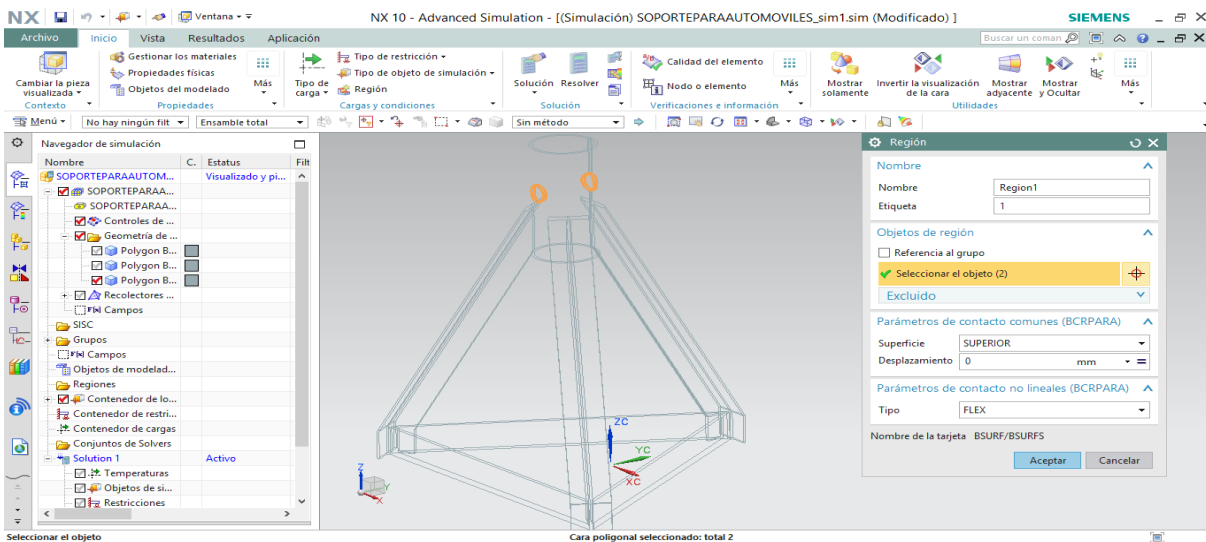 NX
Ventana
NX 10 - Advanced Simulation - [(Simulación) SOPORTEPARAAUTOMOVILES_sim1.sim (Modificado) ]
SIEMENS
Archivo Inicio Vista Resultados Aplicación
Buscar un coman
Cambiar la pieza visualizada
Gestionar los materiales
Propiedades físicas
Objetos del modelado
Más
Tipo de carga
Tipo de restricción
Tipo de objeto de simulación
Región
Solución
Resolver
Calidad del elemento
Nodo o elemento
Más
Mostrar solamente
Invertir la visualización de la cara
Mostrar adyacente
Mostrar y Ocultar
Más
Contexto
Propiedades
Cargas y condiciones
Solución
Verificaciones e información
Utilidades
Menú
No hay ningún filt
Ensamble total
Sin método
Navegador de simulación
Nombre C. Estatus Filt
SOPORTEPARAAUTOM... Visualizado y pi...
SOPORTEPARAA...
SOPORTEPARAA...
Controles de ...
Geometría de ...
Polygon B...
Polygon B...
Polygon B...
Recolectores ...
Campos
SISC
Grupos
Campos
Objetos de modelad...
Regiones
Contenedor de lo...
Contenedor de restri...
Contenedor de cargas
Conjuntos de Solvers
Solution 1 Activo
Temperaturas
Objetos de si...
Restricciones
ZC
YC
XC
Z
Y
X
Región
Nombre
Nombre Region1
Etiqueta 1
Objetos de región
Referencia al grupo
Seleccionar el objeto (2)
Excluido
Parámetros de contacto comunes (BCRPARA)
Superficie SUPERIOR
Desplazamiento 0 mm
Parámetros de contacto no lineales (BCRPARA)
Tipo FLEX
Nombre de la tarjeta BSURF/BSURFS
Aceptar Cancelar
Seleccionar el objeto
Cara poligonal seleccionado: total 2